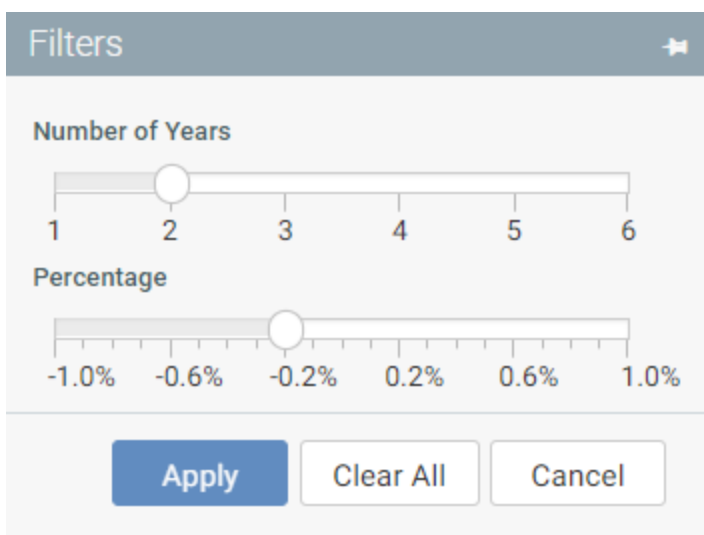 Filters
Number of Years
1 2 3 4 5 6
Percentage
-1.0% -0.6% -0.2% 0.2% 0.6% 1.0%
Apply Clear All Cancel